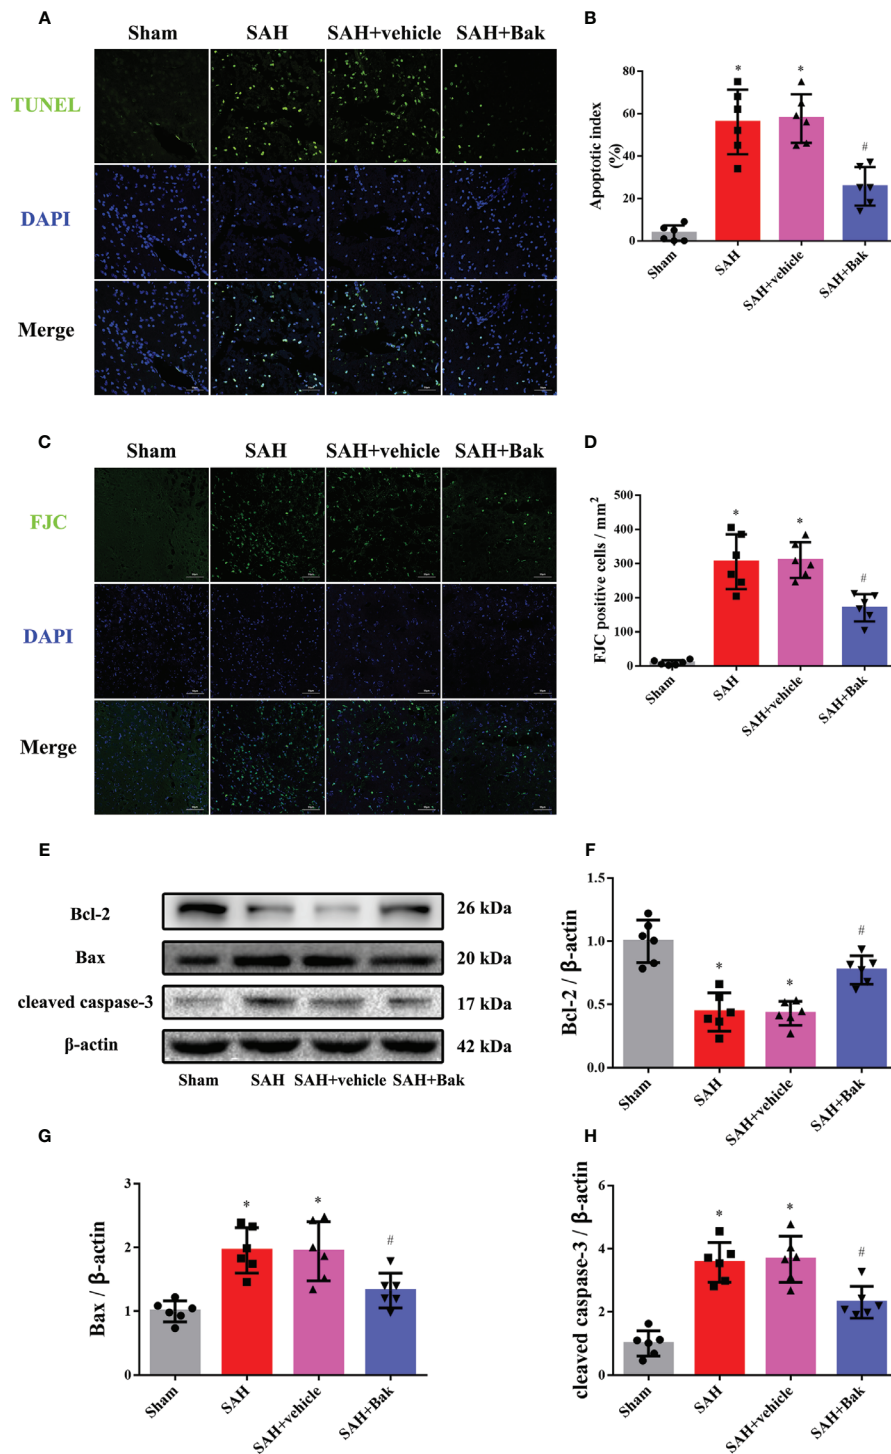 A
Sham SAH SAH+vehicle SAH+Bak
TUNEL
DAPI
Merge
B
Apoptotic index
(%)
80
60
40
20
0
* * #
Sham SAH SAH+vehicle SAH+Bak
C
Sham SAH SAH+vehicle SAH+Bak
FJC
DAPI
Merge
D
FJC positive cells / mm²
500
400
300
200
100
0
* * #
Sham SAH SAH+vehicle SAH+Bak
E
Bcl-2 26 kDa
Bax 20 kDa
cleaved caspase-3 17 kDa
β-actin 42 kDa
Sham SAH SAH+vehicle SAH+Bak
F
Bcl-2 / β-actin
1.5
1.0
0.5
0.0
* * #
Sham SAH SAH+vehicle SAH+Bak
G
Bax / β-actin
3
2
1
0
* * #
Sham SAH SAH+vehicle SAH+Bak
H
cleaved caspase-3 / β-actin
6
4
2
0
* * #
Sham SAH SAH+vehicle SAH+Bak